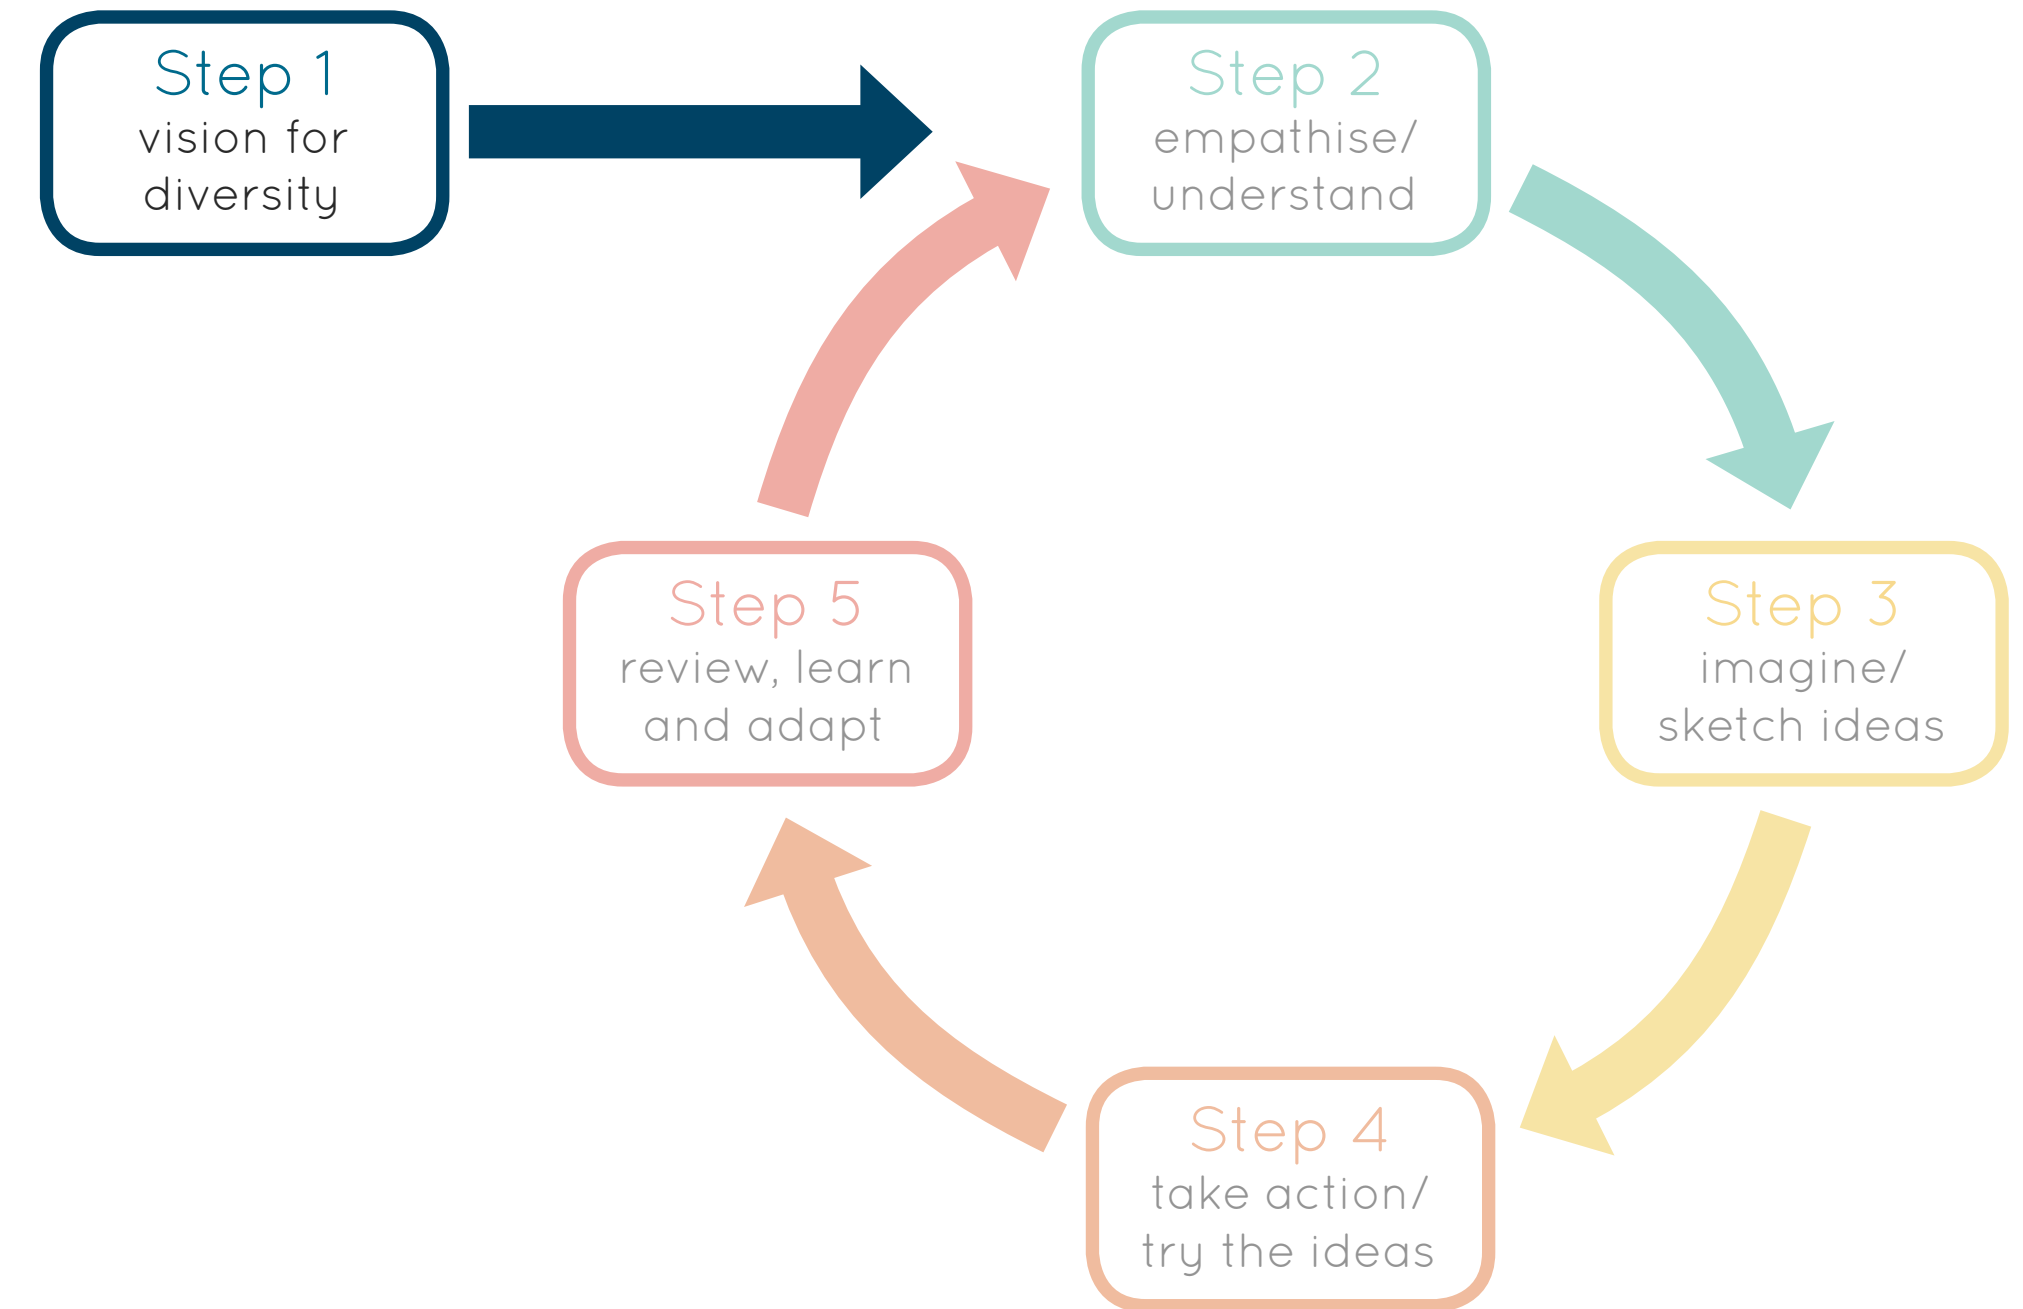 Step 1
vision for
diversity
Step 2
empathise/
understand
Step 3
imagine/
sketch ideas
Step 4
take action/
try the ideas
Step 5
review, learn
and adapt